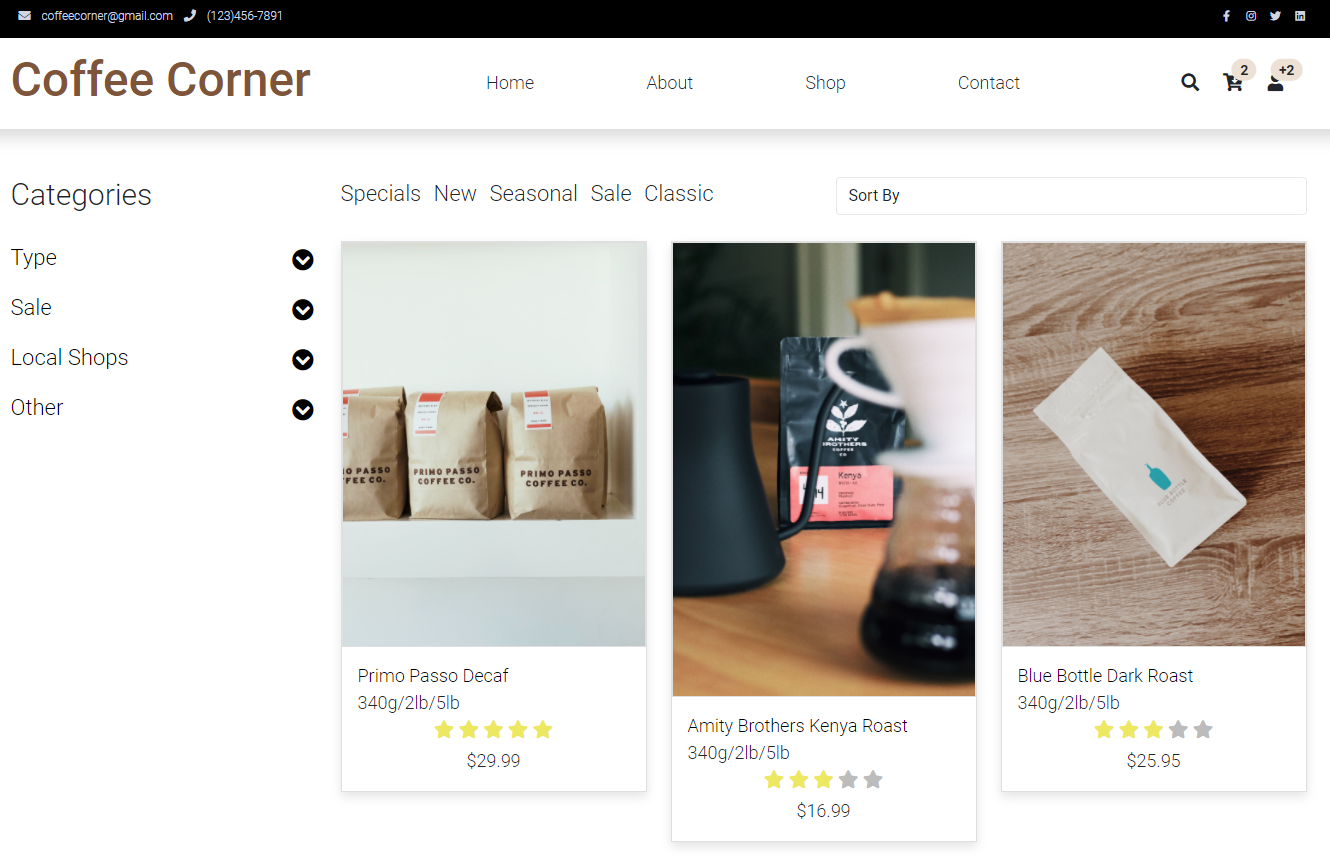 coffeecorner@gmail.com (123)456-7891
Coffee Corner
Home About Shop Contact
2 +2
Categories
Type
Sale
Local Shops
Other
Specials New Seasonal Sale Classic
Sort By
PRIMO PASSO
COFFEE CO.
PRIMO PASSO
COFFEE CO.
Primo Passo Decaf
340g/2lb/5lb
$29.99
AMITY
BROTHERS
COFFEE
CO.
Kenya
Amity Brothers Kenya Roast
340g/2lb/5lb
$16.99
BLUE BOTTLE
COFFEE
Blue Bottle Dark Roast
340g/2lb/5lb
$25.95